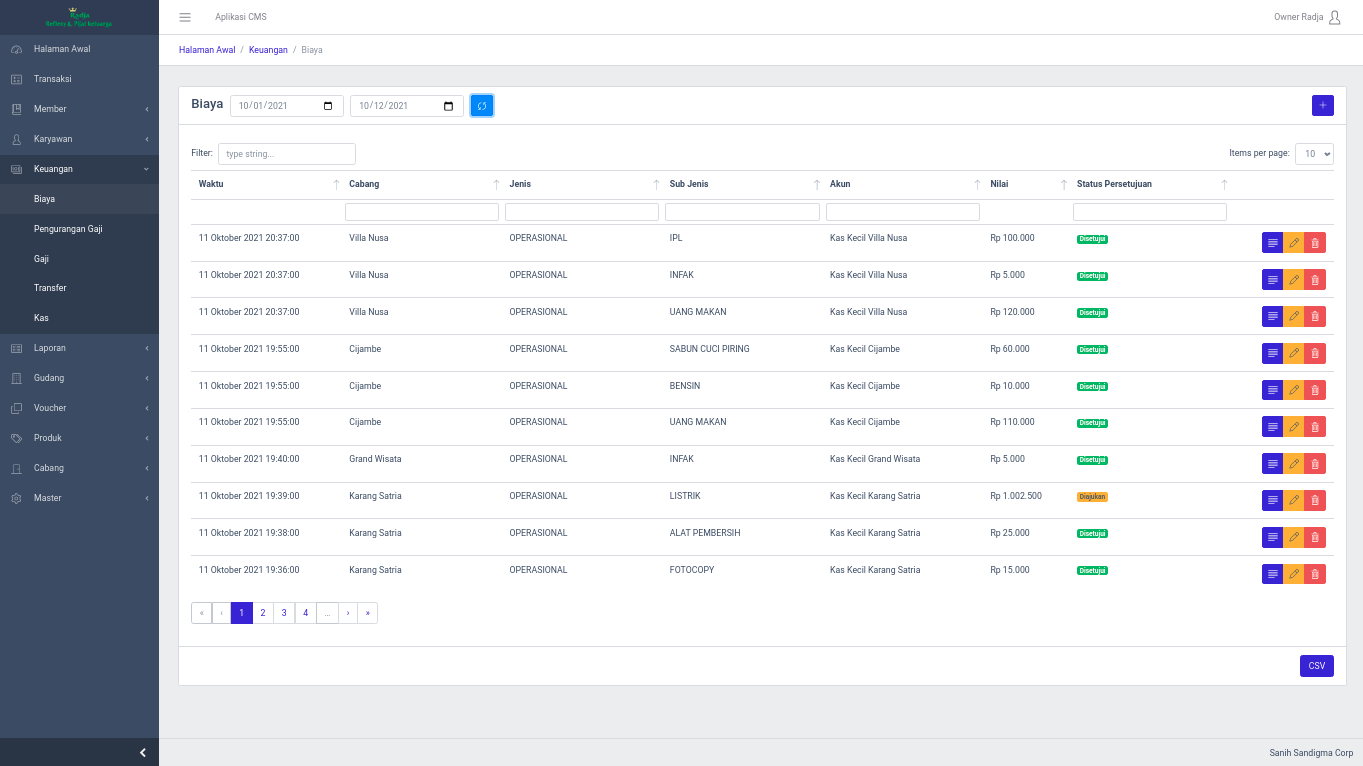 Radja
Refleksi & Pijat Keluarga
Aplikasi CMS
Owner Radja
Halaman Awal
Transaksi
Member
Karyawan
Keuangan
Biaya
Pengurangan Gaji
Gaji
Transfer
Kas
Laporan
Gudang
Voucher
Produk
Cabang
Master
Halaman Awal / Keuangan / Biaya
Biaya 10/01/2021 10/12/2021
Filter: type string... Items per page: 10
Waktu Cabang Jenis Sub Jenis Akun Nilai Status Persetujuan
11 Oktober 2021 20:37:00 Villa Nusa OPERASIONAL IPL Kas Kecil Villa Nusa Rp 100.000 Disetujui
11 Oktober 2021 20:37:00 Villa Nusa OPERASIONAL INFAK Kas Kecil Villa Nusa Rp 5.000 Disetujui
11 Oktober 2021 20:37:00 Villa Nusa OPERASIONAL UANG MAKAN Kas Kecil Villa Nusa Rp 120.000 Disetujui
11 Oktober 2021 19:55:00 Cijambe OPERASIONAL SABUN CUCI PIRING Kas Kecil Cijambe Rp 60.000 Disetujui
11 Oktober 2021 19:55:00 Cijambe OPERASIONAL BENSIN Kas Kecil Cijambe Rp 10.000 Disetujui
11 Oktober 2021 19:55:00 Cijambe OPERASIONAL UANG MAKAN Kas Kecil Cijambe Rp 110.000 Disetujui
11 Oktober 2021 19:40:00 Grand Wisata OPERASIONAL INFAK Kas Kecil Grand Wisata Rp 5.000 Disetujui
11 Oktober 2021 19:39:00 Karang Satria OPERASIONAL LISTRIK Kas Kecil Karang Satria Rp 1.002.500 Diajukan
11 Oktober 2021 19:38:00 Karang Satria OPERASIONAL ALAT PEMBERSIH Kas Kecil Karang Satria Rp 25.000 Disetujui
11 Oktober 2021 19:36:00 Karang Satria OPERASIONAL FOTOCOPY Kas Kecil Karang Satria Rp 15.000 Disetujui
« ‹ 1 2 3 4 ... › »
CSV
Sanih Sandigma Corp